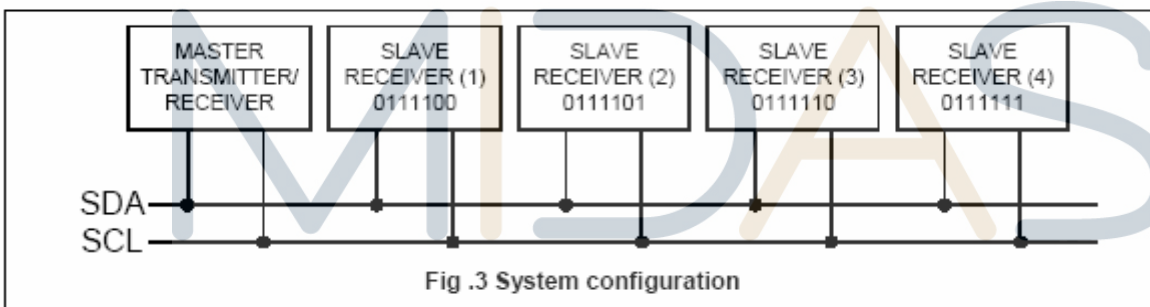 MASTER
TRANSMITTER/
RECEIVER
SLAVE
RECEIVER (1)
0111100
SLAVE
RECEIVER (2)
0111101
SLAVE
RECEIVER (3)
0111110
SLAVE
RECEIVER (4)
0111111
MIDAS
SDA
SCL
Fig .3 System configuration